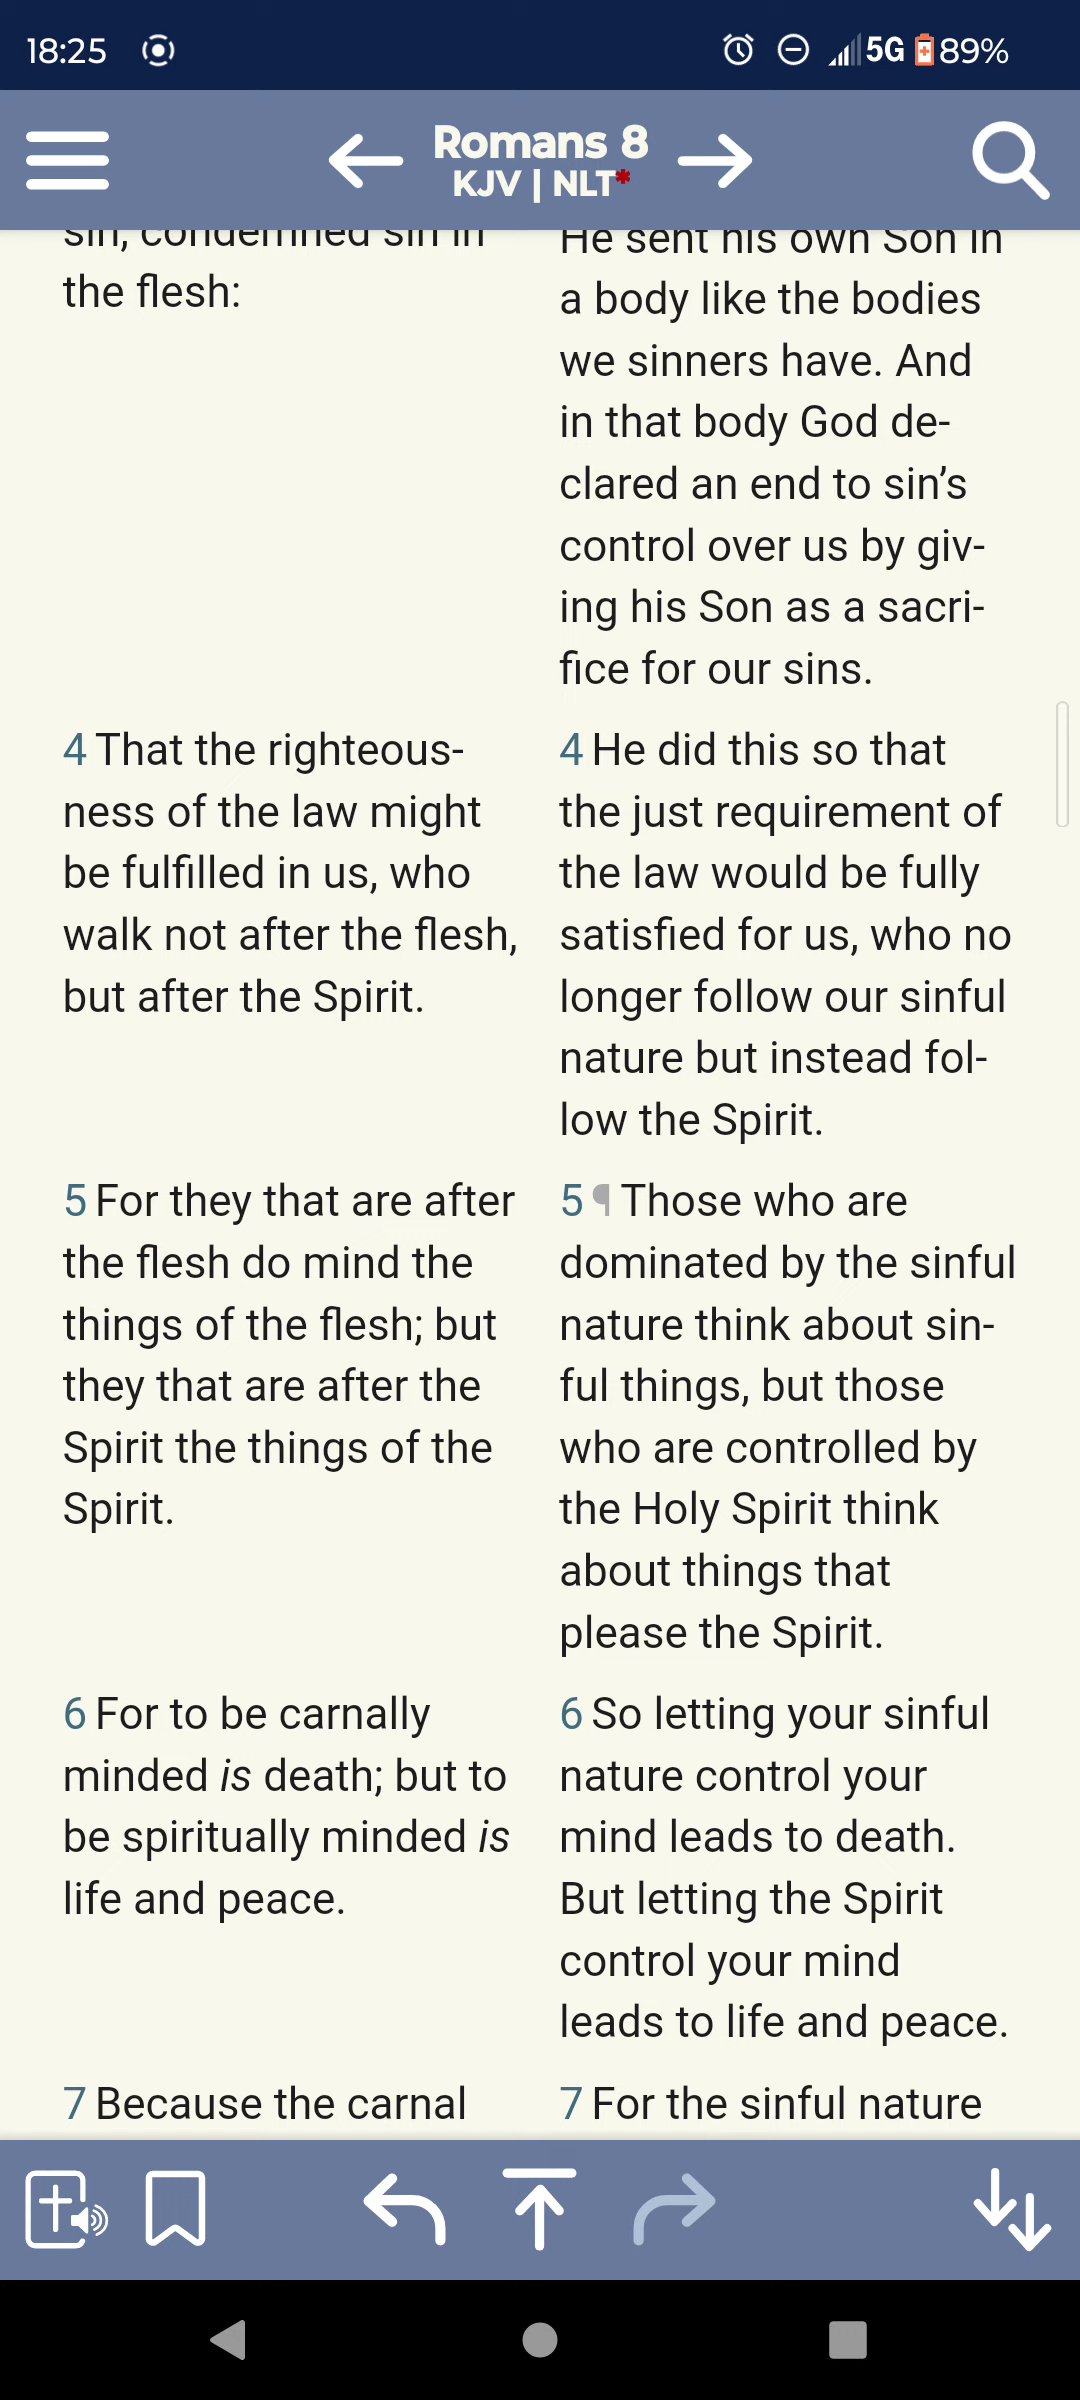 18:25
5G 89%
Romans 8
KJV | NLT*
sin, condemned sin in
the flesh:
He sent his own Son in
a body like the bodies
we sinners have. And
in that body God de-
clared an end to sin’s
control over us by giv-
ing his Son as a sacri-
fice for our sins.
4 That the righteous-
ness of the law might
be fulfilled in us, who
walk not after the flesh,
but after the Spirit.
4 He did this so that
the just requirement of
the law would be fully
satisfied for us, who no
longer follow our sinful
nature but instead fol-
low the Spirit.
5 For they that are after
the flesh do mind the
things of the flesh; but
they that are after the
Spirit the things of the
Spirit.
5 ¶ Those who are
dominated by the sinful
nature think about sin-
ful things, but those
who are controlled by
the Holy Spirit think
about things that
please the Spirit.
6 For to be carnally
minded is death; but to
be spiritually minded is
life and peace.
6 So letting your sinful
nature control your
mind leads to death.
But letting the Spirit
control your mind
leads to life and peace.
7 Because the carnal
7 For the sinful nature